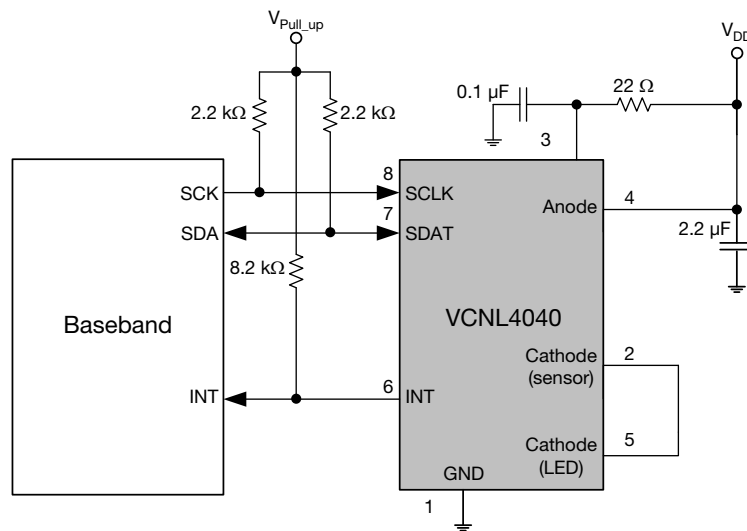 VPull_up
VDD
0.1 µF
22 Ω
2.2 kΩ
2.2 kΩ
3
8
SCK
SCLK
Anode
4
7
SDA
SDAT
2.2 µF
8.2 kΩ
Baseband
VCNL4040
Cathode
(sensor)
2
INT
6
INT
Cathode
(LED)
5
GND
1